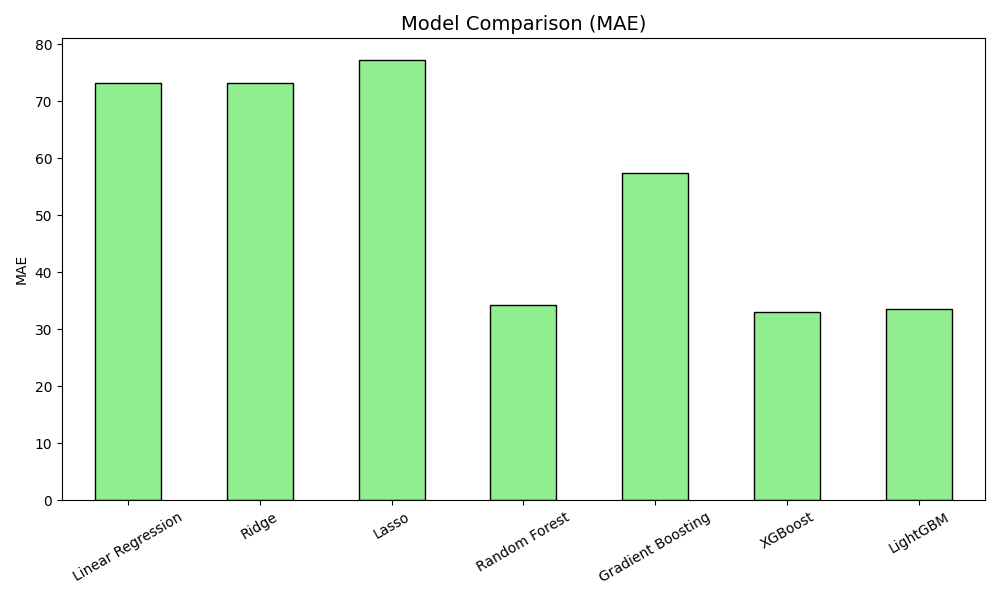 Model Comparison (MAE)
MAE
80
70
60
50
40
30
20
10
0
Linear Regression
Ridge
Lasso
Random Forest
Gradient Boosting
XGBoost
LightGBM